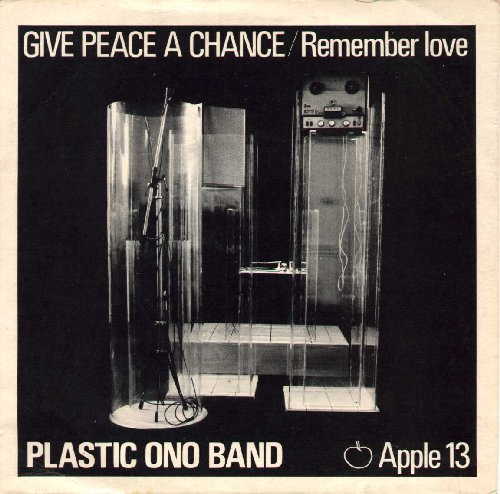 GIVE PEACE A CHANCE/Remember love
PLASTIC ONO BAND
Apple 13